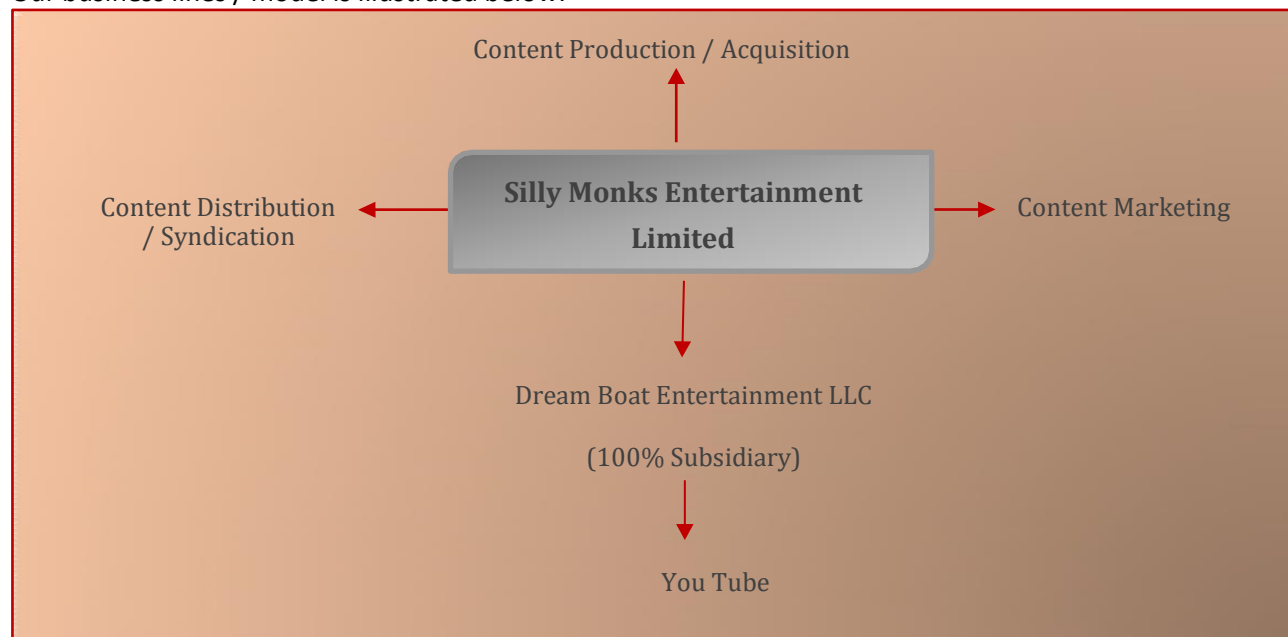 Our business lines / model is illustrated below:
Content Production / Acquisition
Silly Monks Entertainment
Limited
Content Distribution
/ Syndication
Content Marketing
Dream Boat Entertainment LLC
(100% Subsidiary)
You Tube